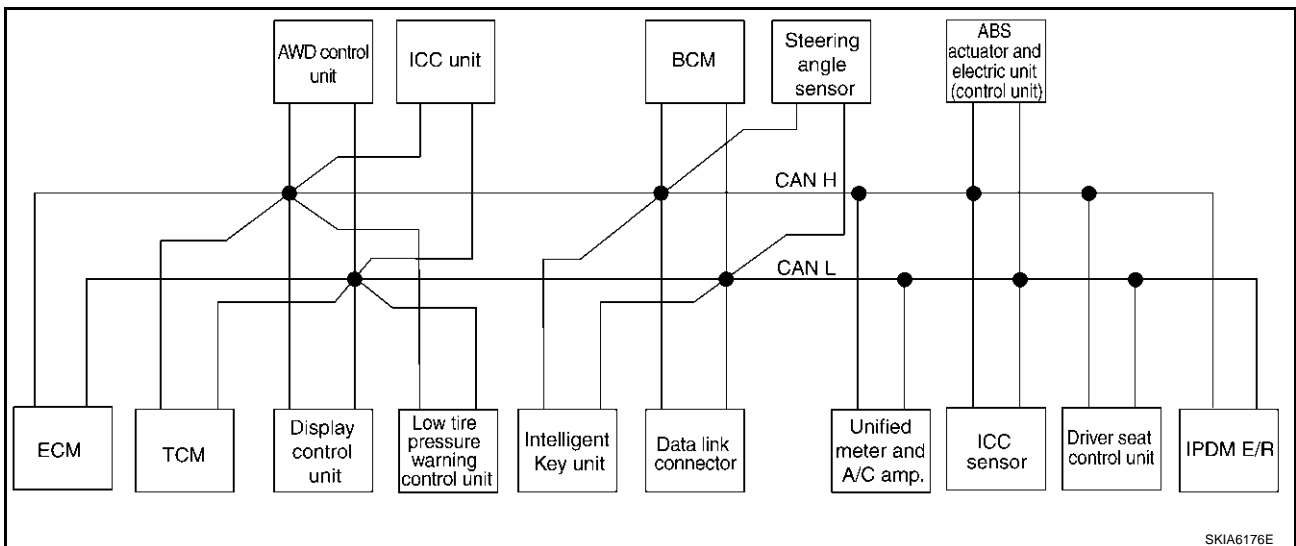 AWD control
unit
ICC unit
BCM
Steering
angle
sensor
ABS
actuator and
electric unit
(control unit)
CAN H
CAN L
ECM
TCM
Display
control
unit
Low tire
pressure
warning
control unit
Intelligent
Key unit
Data link
connector
Unified
meter and
A/C amp.
ICC
sensor
Driver seat
control unit
IPDM E/R
SKIA6176E